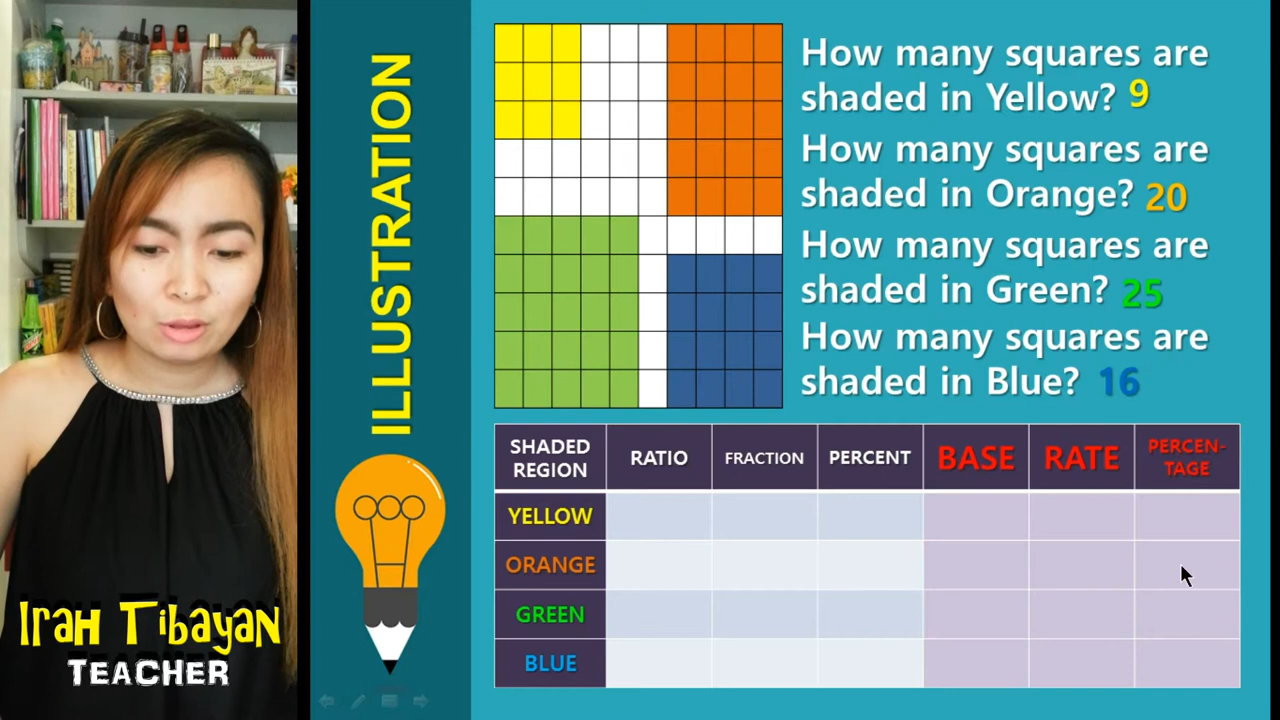 ILLUSTRATION
How many squares are
shaded in Yellow? 9
How many squares are
shaded in Orange? 20
How many squares are
shaded in Green? 25
How many squares are
shaded in Blue? 16
SHADED
REGION
RATIO
FRACTION
PERCENT
BASE
RATE
PERCEN-
TAGE
YELLOW
ORANGE
GREEN
BLUE
Irah Tibayan
TEACHER